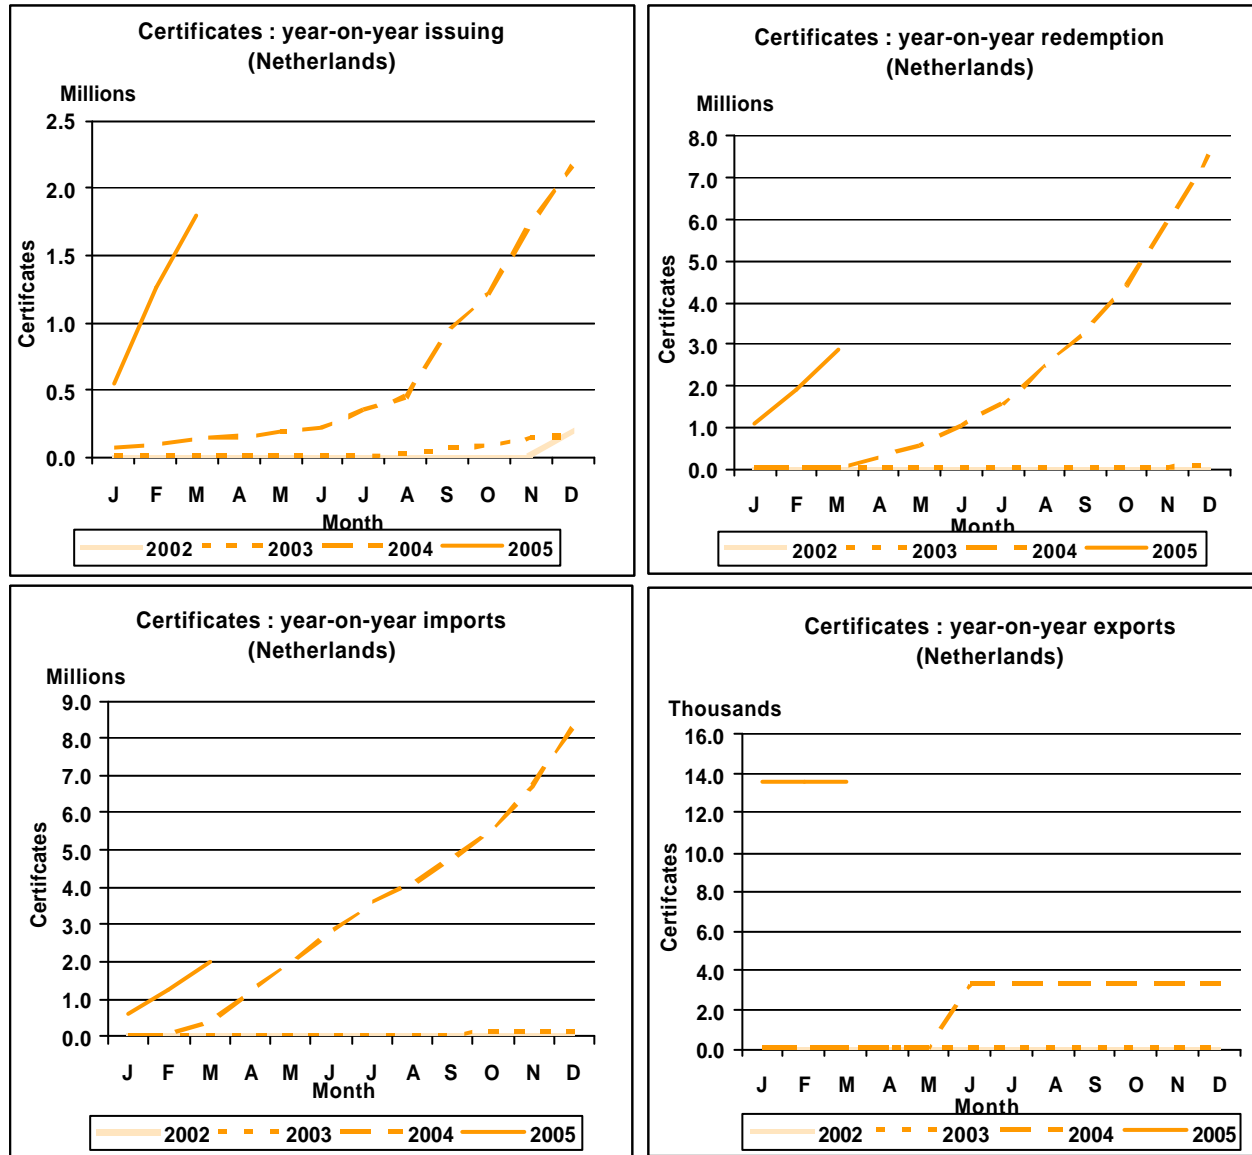 Certificates : year-on-year issuing
(Netherlands)
Millions
2.5
2.0
1.5
1.0
0.5
0.0
Certifcates
J F M A M J J A S O N D
Month
2002 2003 2004 2005
Certificates : year-on-year redemption
(Netherlands)
Millions
8.0
7.0
6.0
5.0
4.0
3.0
2.0
1.0
0.0
Certifcates
J F M A M J J A S O N D
Month
2002 2003 2004 2005
Certificates : year-on-year imports
(Netherlands)
Millions
9.0
8.0
7.0
6.0
5.0
4.0
3.0
2.0
1.0
0.0
Certifcates
J F M A M J J A S O N D
Month
2002 2003 2004 2005
Certificates : year-on-year exports
(Netherlands)
Thousands
16.0
14.0
12.0
10.0
8.0
6.0
4.0
2.0
0.0
Certifcates
J F M A M J J A S O N D
Month
2002 2003 2004 2005